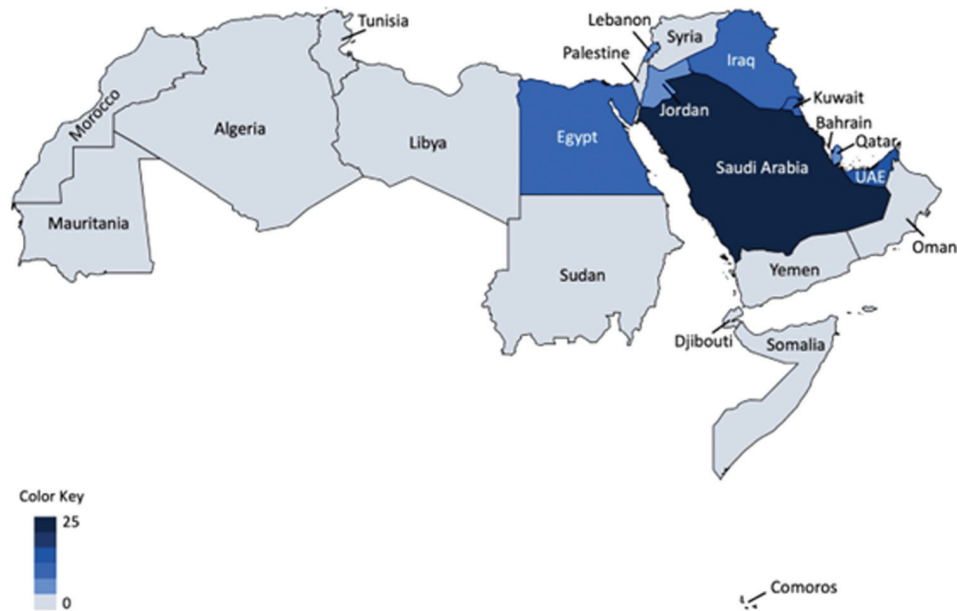 Tunisia
Lebanon
Syria
Palestine
Iraq
Morocco
Kuwait
Jordan
Algeria
Bahrain
Egypt
Libya
Qatar
Saudi Arabia
UAE
Mauritania
Oman
Yemen
Sudan
Djibouti
Somalia
Color Key
25
0
Comoros